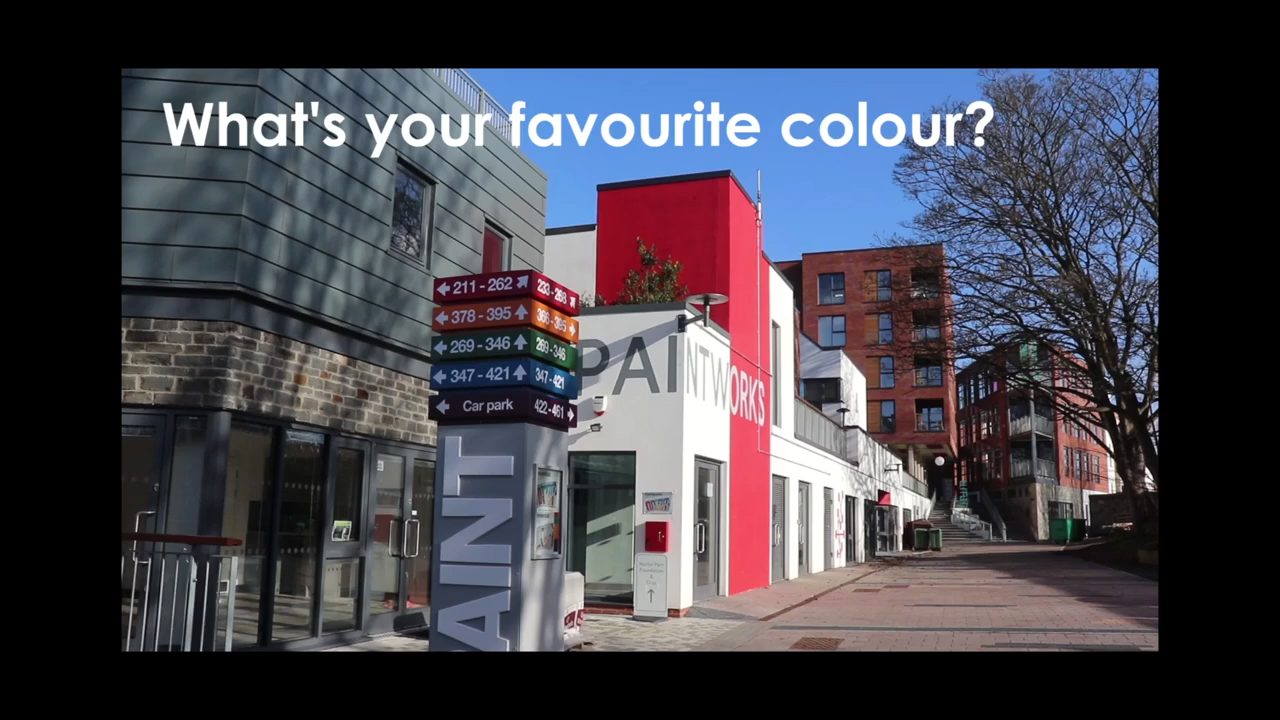 What's your favourite colour?
211 - 262
233 - 268
378 - 395
366 - 395
269 - 346
269 - 346
347 - 421
347 - 421
Car park
422 - 461
PAINTWORKS
AINT